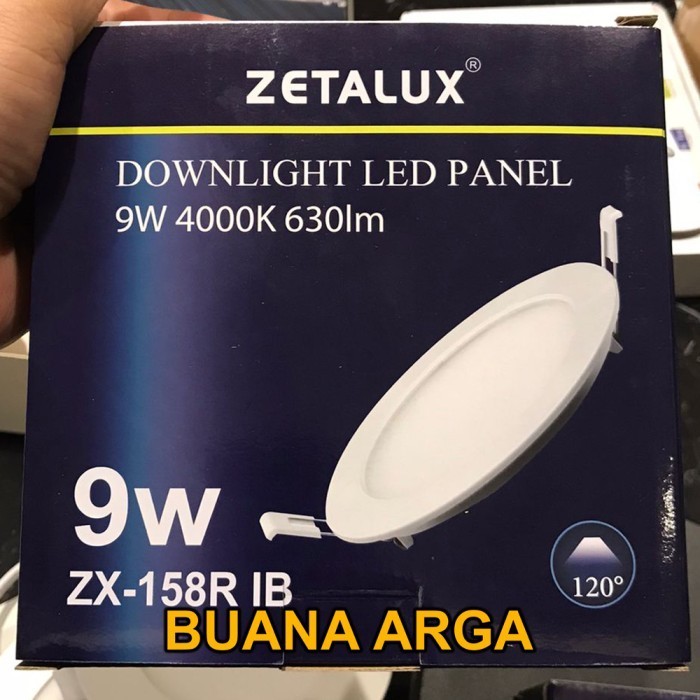 ZETALUX®
DOWNLIGHT LED PANEL
9W 4000K 630lm
9w
120°
ZX-158R IB
BUANA ARGA